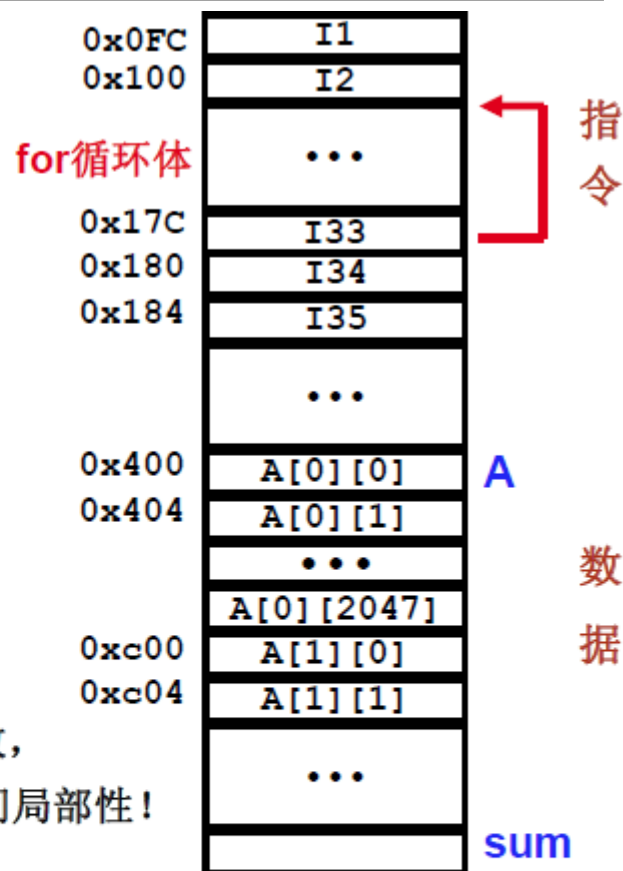 0x0FC I1
0x100 I2
for循环体 ••• 指
令
0x17C I33
0x180 I34
0x184 I35
•••
0x400 A[0][0] A
0x404 A[0][1]
••• 数
A[0][2047]
0xc00 A[1][0] 据
0xc04 A[1][1]
,
•••
局部性!
sum